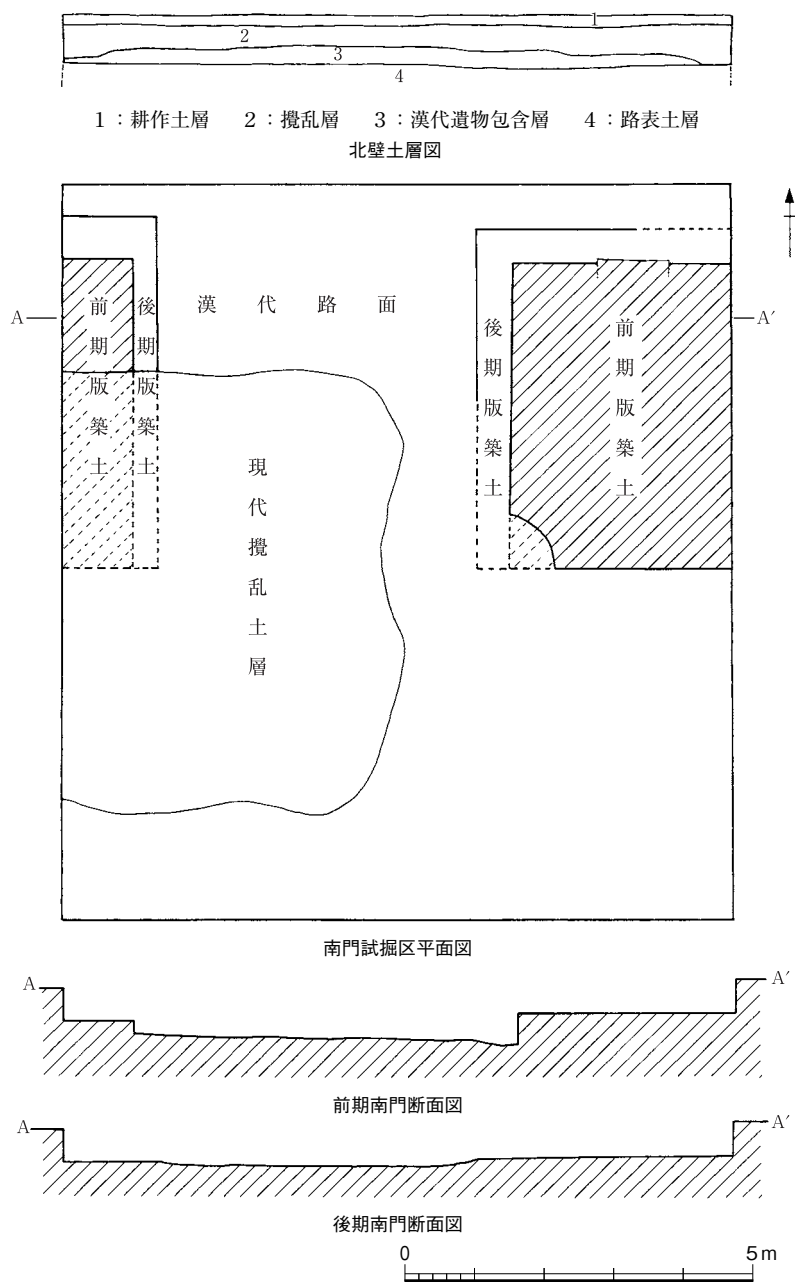 1
2
3
4
1:耕作土層 2:攪乱層 3:漢代遺物包含層 4:路表土層
北壁土層図
A
A′
前期版築土
後期版築土
漢代路面
後期版築土
前期版築土
現代攪乱土層
南門試掘区平面図
A
A′
前期南門断面図
A
A′
後期南門断面図
0
5m